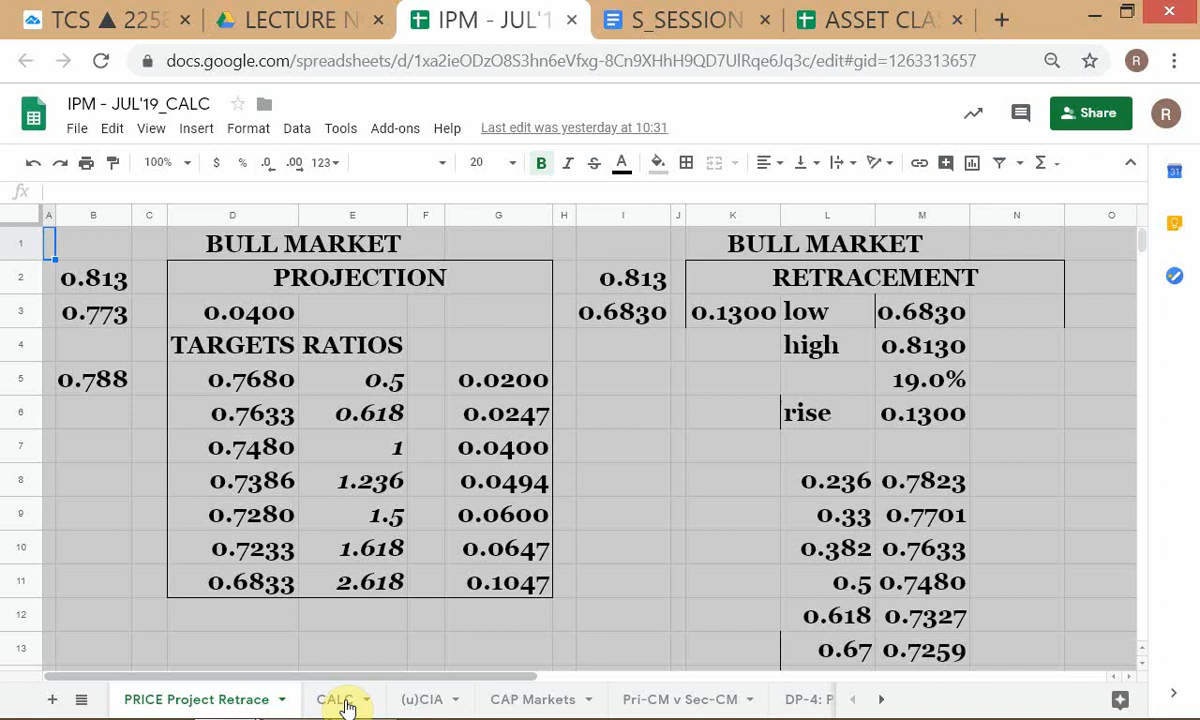 TCS ▲ 2258
LECTURE N
IPM - JUL'1
S_SESSION
ASSET CLA
docs.google.com/spreadsheets/d/1xa2ieODzO8S3hn6eVfxg-8Cn9XHhH9QD7UlRqe6Jq3c/edit#gid=1263313657
R
IPM - JUL'19_CALC
Share
R
File Edit View Insert Format Data Tools Add-ons Help Last edit was yesterday at 10:31
100% $ % .0 .00 123 20 B I S A Σ
31
fx
A B C D E F G H I J K L M N O
1 BULL MARKET BULL MARKET
2 0.813 PROJECTION 0.813 RETRACEMENT
3 0.773 0.0400 0.6830 0.1300 low 0.6830
4 TARGETS RATIOS high 0.8130
5 0.788 0.7680 0.5 0.0200 19.0%
6 0.7633 0.618 0.0247 rise 0.1300
7 0.7480 1 0.0400
8 0.7386 1.236 0.0494 0.236 0.7823
9 0.7280 1.5 0.0600 0.33 0.7701
10 0.7233 1.618 0.0647 0.382 0.7633
11 0.6833 2.618 0.1047 0.5 0.7480
12 0.618 0.7327
13 0.67 0.7259
PRICE Project Retrace CALC (u)CIA CAP Markets Pri-CM v Sec-CM DP-4: P